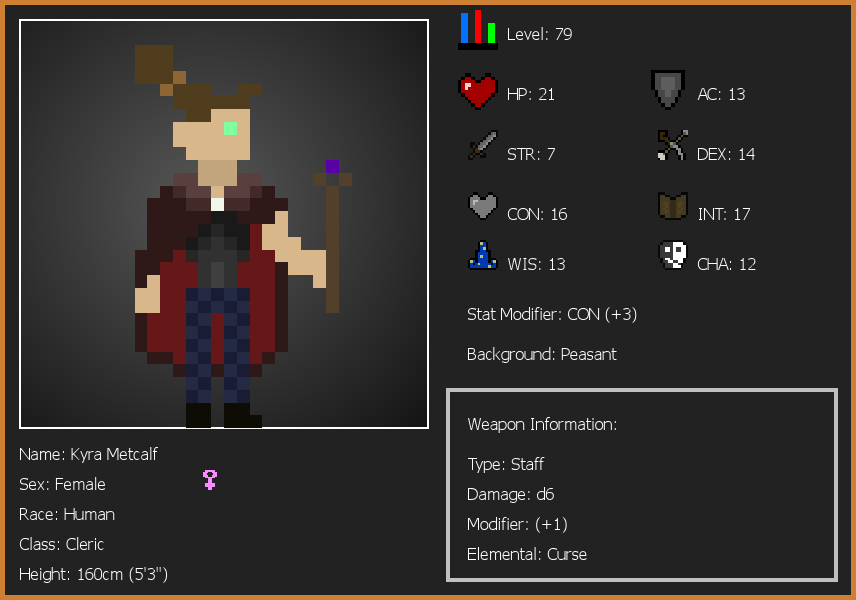 Level: 79
HP: 21
AC: 13
STR: 7
DEX: 14
CON: 16
INT: 17
WIS: 13
CHA: 12
Stat Modifier: CON (+3)
Background: Peasant
Weapon Information:
Type: Staff
Damage: d6
Modifier: (+1)
Elemental: Curse
Name: Kyra Metcalf
Sex: Female
Race: Human
Class: Cleric
Height: 160cm (5'3")